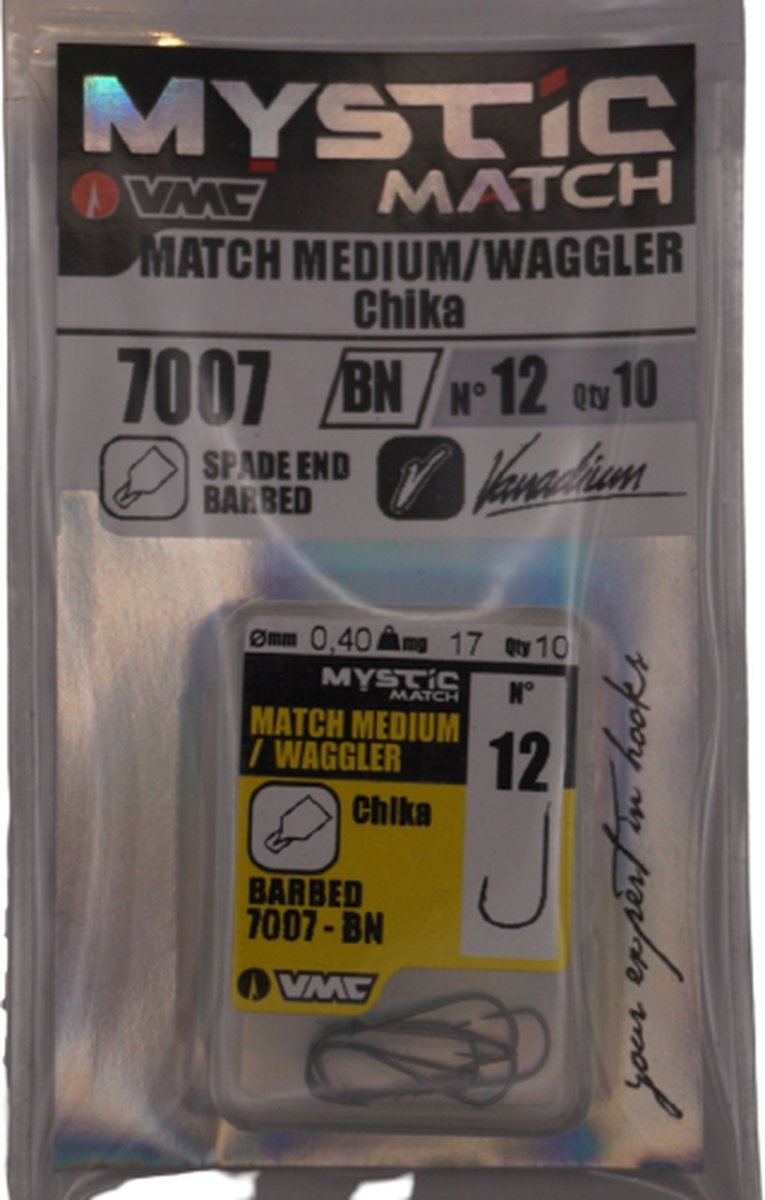 MYSTIC
VMC MATCH
MATCH MEDIUM/WAGGLER
Chika
7007 BN N° 12 Qty 10
SPADE END
BARBED
Vanadium
Ømm 0,40 mg 17 Qty 10
MYSTIC
MATCH
N°
MATCH MEDIUM
/ WAGGLER
12
Chika
BARBED
7007 - BN
VMC
your expert in hooks